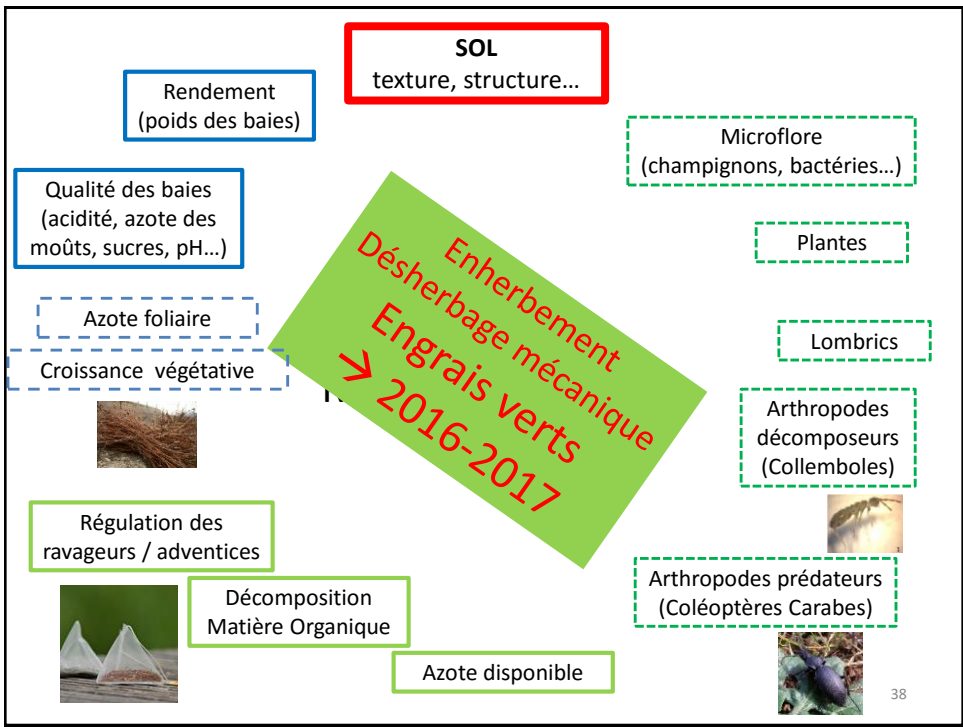 SOL
texture, structure…
Rendement
(poids des baies)
Microflore
(champignons, bactéries…)
Qualité des baies
(acidité, azote des
moûts, sucres, pH…)
Plantes
Enherbement
Désherbage mécanique
Engrais verts
→ 2016-2017
Azote foliaire
Croissance végétative
Lombrics
Arthropodes
décomposeurs
(Collemboles)
Régulation des
ravageurs / adventices
Décomposition
Matière Organique
Azote disponible
Arthropodes prédateurs
(Coléoptères Carabes)
38